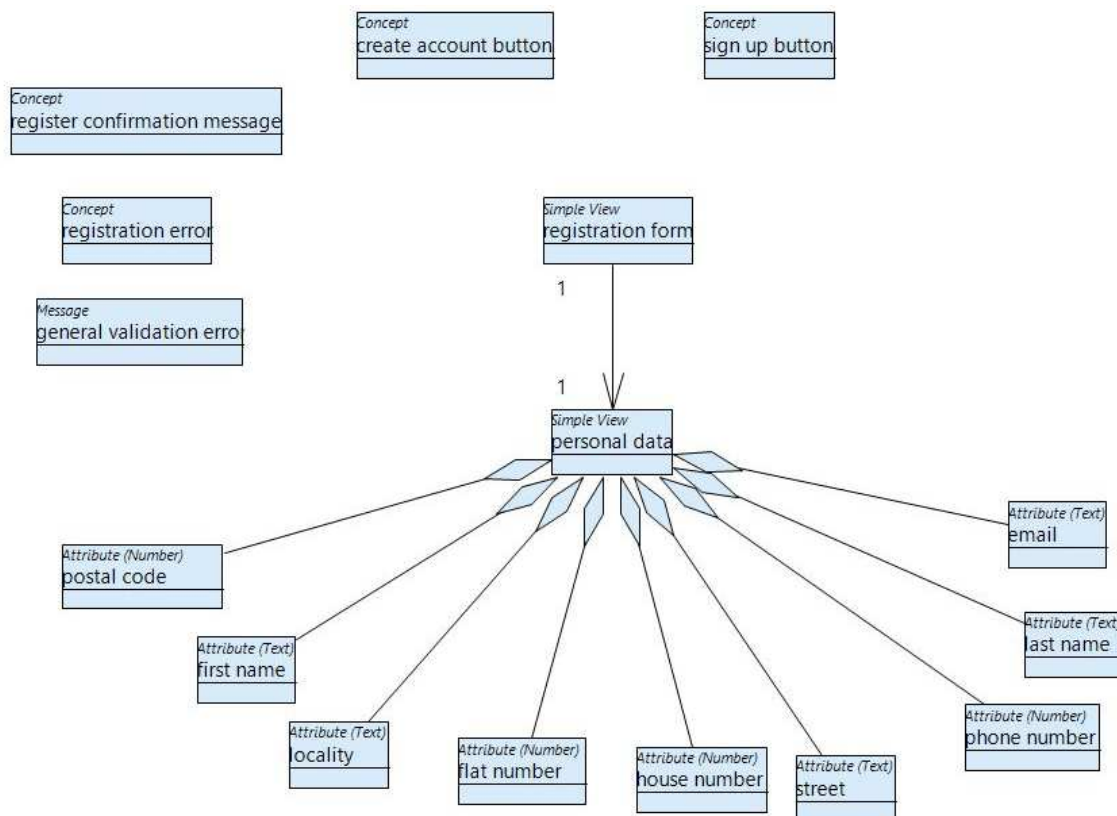 Concept
create account button
Concept
sign up button
Concept
register confirmation message
Concept
registration error
Simple View
registration form
Message
general validation error
1
1
Simple View
personal data
Attribute (Text)
email
Attribute (Number)
postal code
Attribute (Text)
first name
Attribute (Text)
last name
Attribute (Text)
locality
Attribute (Number)
flat number
Attribute (Number)
house number
Attribute (Text)
street
Attribute (Number)
phone number